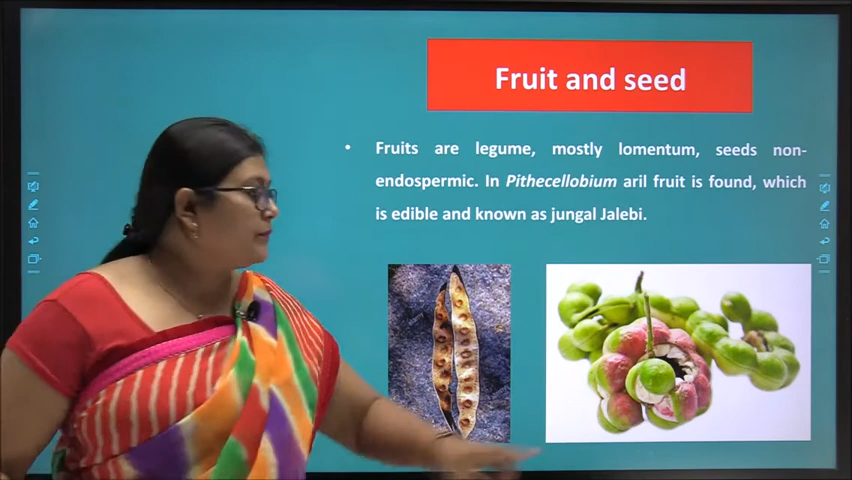 Fruit and seed
• Fruits are legume, mostly lomentum, seeds non-
endospermic. In Pithecellobium aril fruit is found, which
is edible and known as jungal Jalebi.